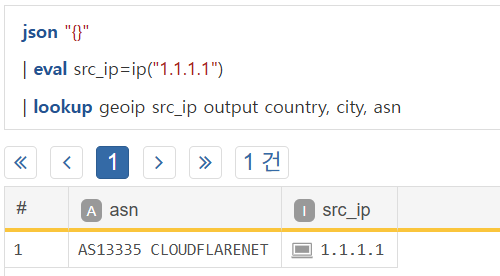 json "{}"
| eval src_ip=ip("1.1.1.1")
| lookup geoip src_ip output country, city, asn
« < 1 > » 1 건
# A asn I src_ip
1 AS13335 CLOUDFLARENET 1.1.1.1